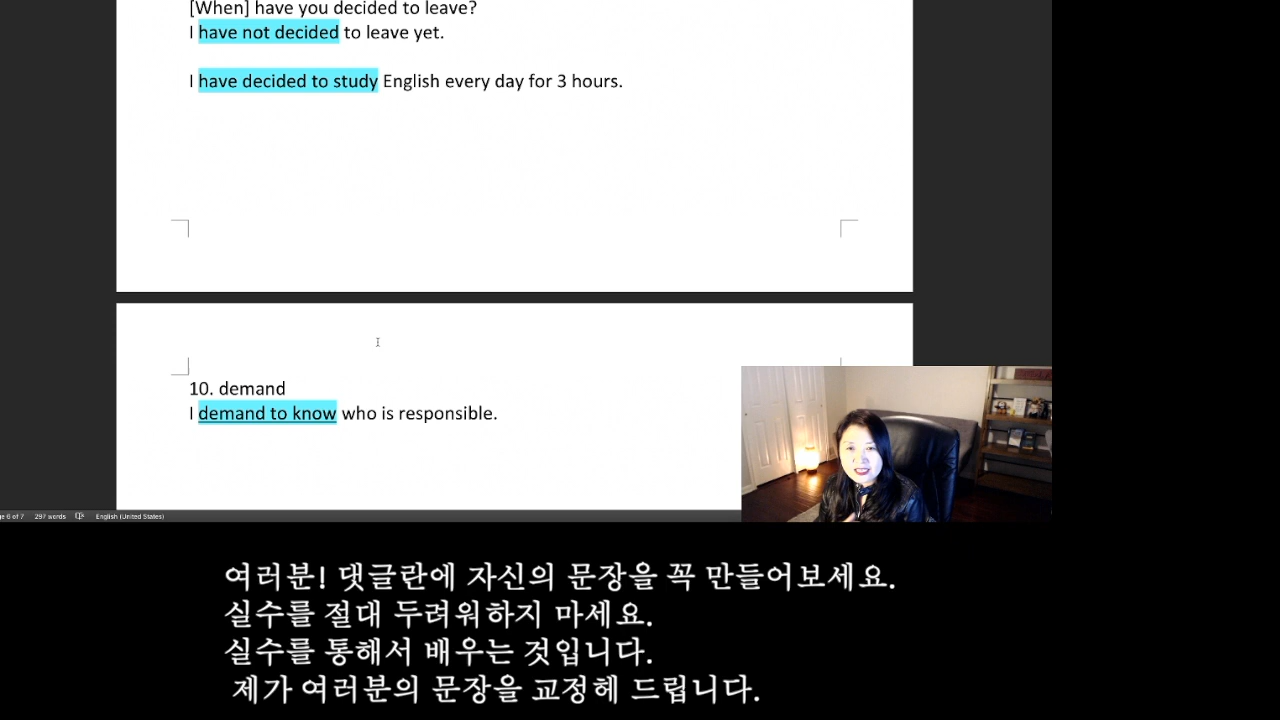 [When] have you decided to leave?
I have not decided to leave yet.
I have decided to study English every day for 3 hours.
10. demand
I demand to know who is responsible.
ge 6 of 7 297 words English (United States)
여러분! 댓글란에 자신의 문장을 꼭 만들어보세요.
실수를 절대 두려워하지 마세요.
실수를 통해서 배우는 것입니다.
제가 여러분의 문장을 교정헤 드립니다.